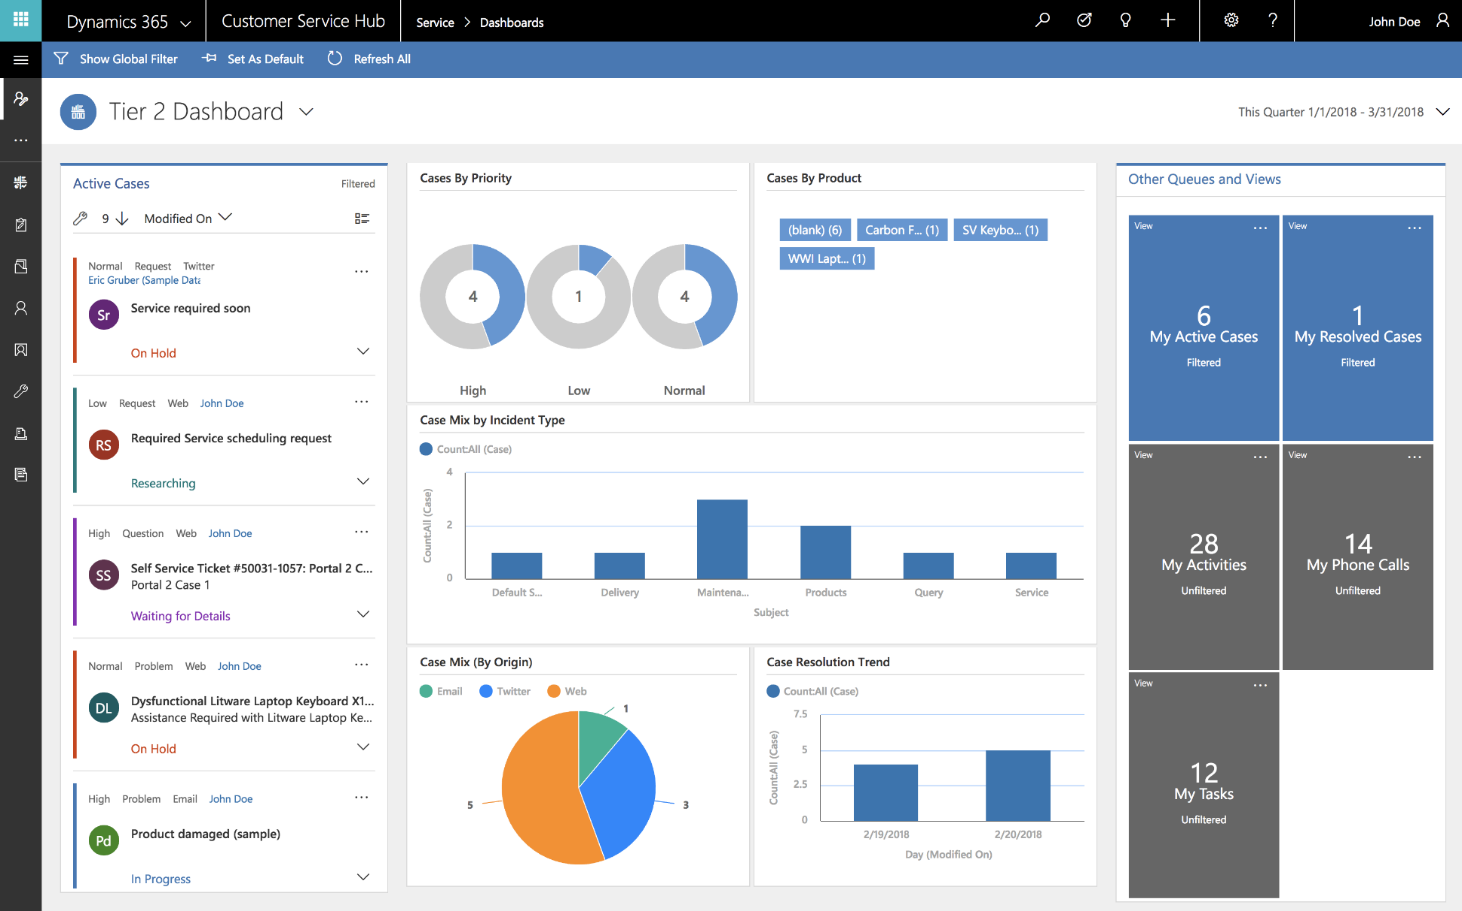 Dynamics 365
Customer Service Hub
Service > Dashboards
?
John Doe
Show Global Filter
Set As Default
Refresh All
Tier 2 Dashboard
This Quarter 1/1/2018 - 3/31/2018
Active Cases
Filtered
9
Modified On
Normal Request Twitter
Eric Gruber (Sample Data
Sr
Service required soon
On Hold
Low Request Web John Doe
RS
Required Service scheduling request
Researching
High Question Web John Doe
SS
Self Service Ticket #50031-1057: Portal 2 C...
Portal 2 Case 1
Waiting for Details
Normal Problem Web John Doe
DL
Dysfunctional Litware Laptop Keyboard X1...
Assistance Required with Litware Laptop Ke...
On Hold
High Problem Email John Doe
Pd
Product damaged (sample)
In Progress
Cases By Priority
4 1 4
High Low Normal
Cases By Product
(blank) (6) Carbon F... (1) SV Keybo... (1)
WWI Lapt... (1)
Case Mix by Incident Type
Count:All (Case)
Count:All (Case)
4
2
0
Default S... Delivery Maintena... Products Query Service
Subject
Case Mix (By Origin)
Email Twitter Web
1
5
3
Case Resolution Trend
Count:All (Case)
Count:All (Case)
7.5
5
2.5
0
2/19/2018 2/20/2018
Day (Modified On)
Other Queues and Views
View
6
My Active Cases
Filtered
View
1
My Resolved Cases
Filtered
View
28
My Activities
Unfiltered
View
14
My Phone Calls
Unfiltered
View
12
My Tasks
Unfiltered